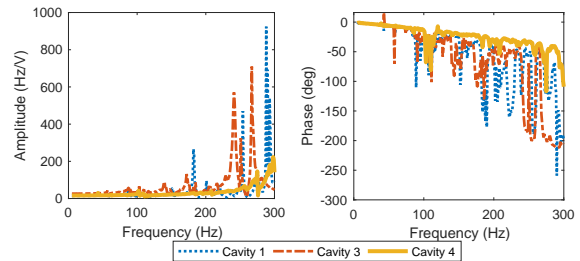 1000
800
600
400
200
0
Amplitude (Hz/V)
0 100 200 300
Frequency (Hz)
0
-50
-100
-150
-200
-250
-300
Phase (deg)
0 100 200 300
Frequency (Hz)
Cavity 1 Cavity 3 Cavity 4